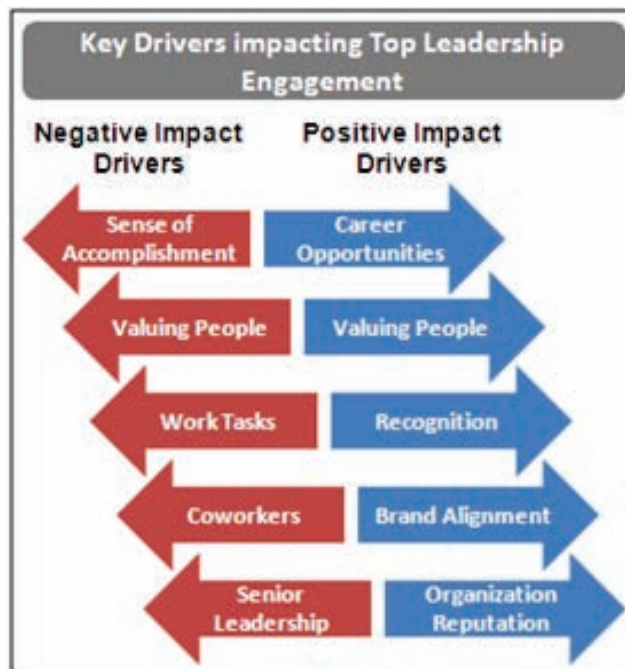 Key Drivers impacting Top Leadership
Engagement
Negative Impact
Drivers
Positive Impact
Drivers
Sense of
Accomplishment
Career
Opportunities
Valuing People
Valuing People
Work Tasks
Recognition
Coworkers
Brand Alignment
Senior
Leadership
Organization
Reputation